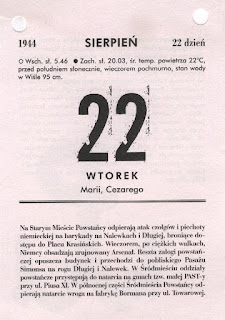 1944 SIERPIEŃ 22 dzień
O Wsch. sł. 5.46 ● Zach. sł. 20.03, śr. temp. powietrza 22°C,
przed południem słonecznie, wieczorem pochmurno, stan wody
w Wiśle 95 cm.
22
WTOREK
Marii, Cezarego
Na Starym Mieście Powstańcy odpierają atak czołgów i piechoty
niemieckiej na barykady na Nalewkach i Długiej, broniące do-
stępu do Placu Krasińskich. Wieczorem, po ciężkich walkach,
Niemcy obsadzają zrujnowany Arsenał. Reszta załogi powstań-
czej opuszcza budynek i przechodzi do pobliskiego Pasażu
Simonsa na rogu Długiej i Nalewek. W Śródmieściu oddziały
powstańcze przystępują do natarcia na gmach tzw. małej PAST-y
przy ul. Piusa XI. W północnej części Śródmieścia Powstańcy od-
pierają natarcie wroga na fabrykę Bormana przy ul. Towarowej.